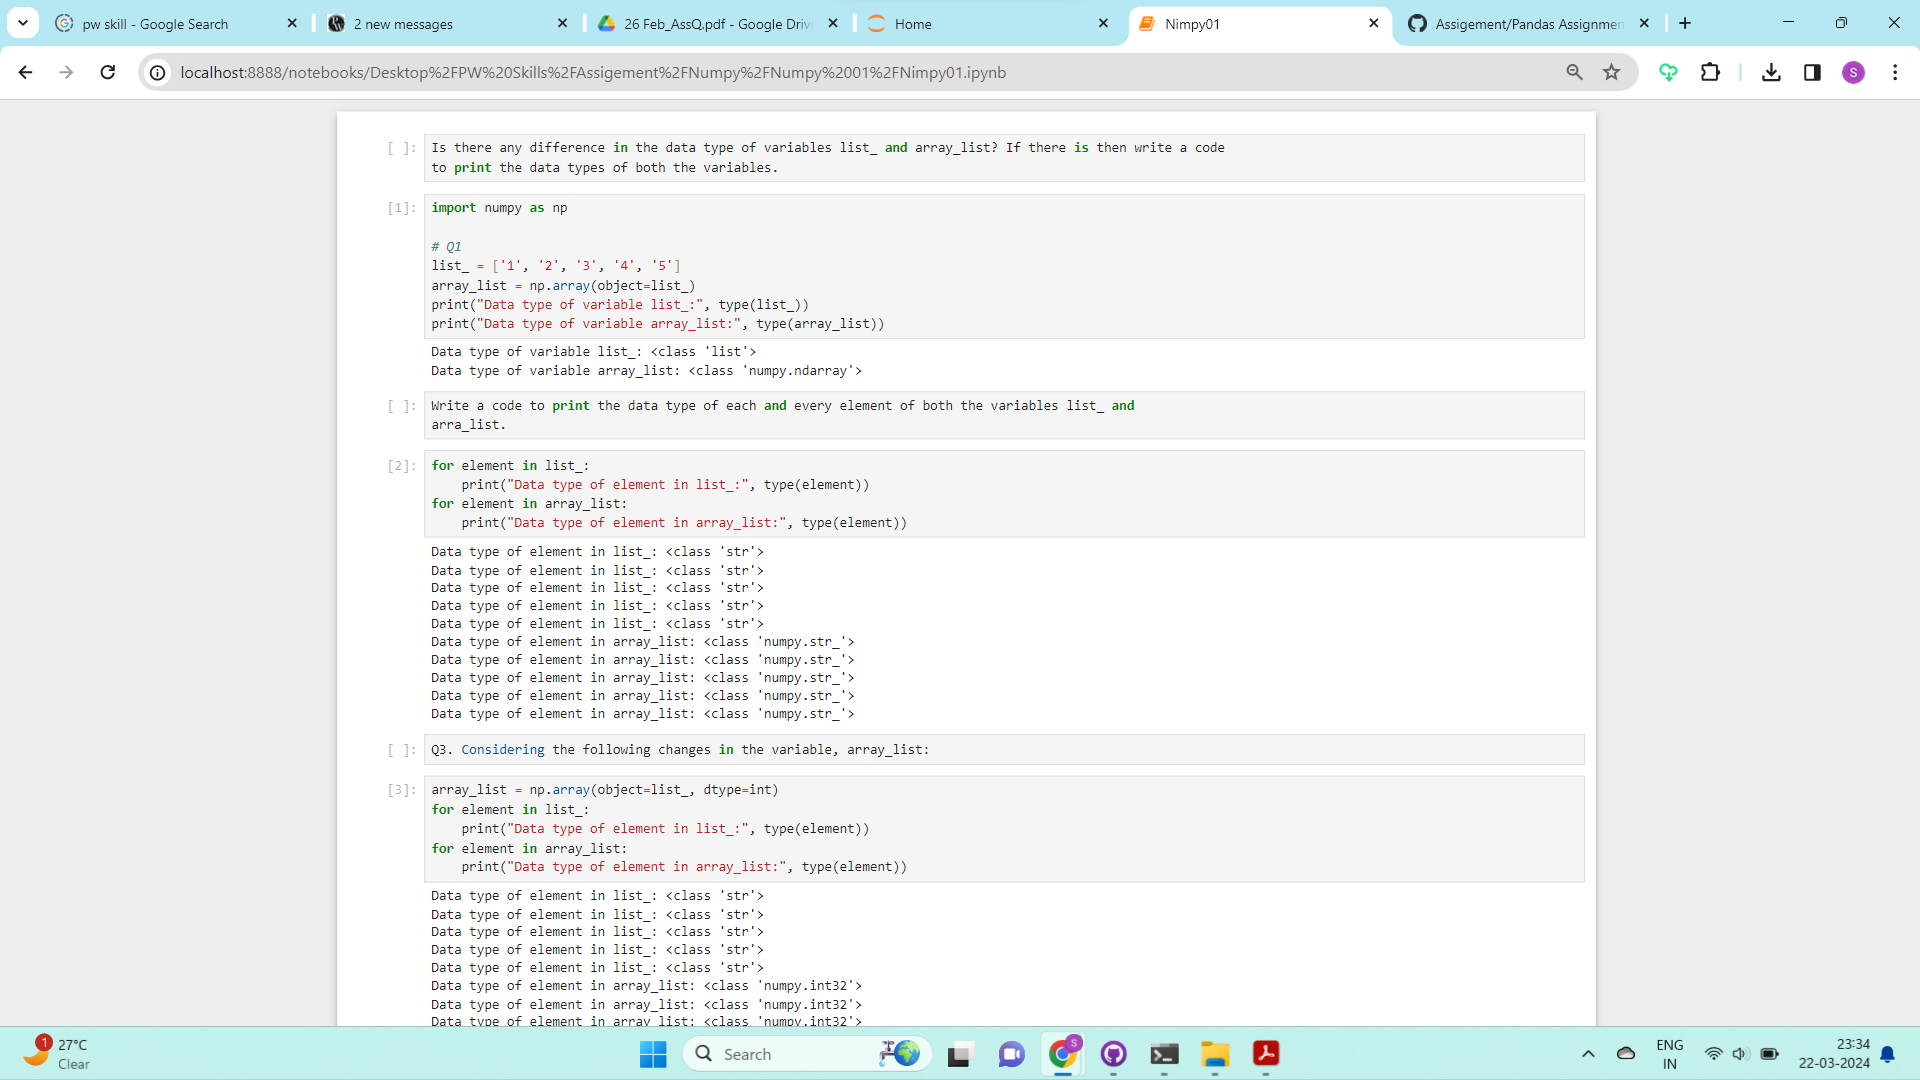 pw skill - Google Search
2 new messages
26 Feb_AssQ.pdf - Google Driv
Home
Nimpy01
Assigement/Pandas Assignmen
localhost:8888/notebooks/Desktop%2FPW%20Skills%2FAssigement%2FNumpy%2FNumpy%2001%2FNimpy01.ipynb
S
[ ]: Is there any difference in the data type of variables list_ and array_list? If there is then write a code
to print the data types of both the variables.
[1]: import numpy as np
# Q1
list_ = ['1', '2', '3', '4', '5']
array_list = np.array(object=list_)
print("Data type of variable list_:", type(list_))
print("Data type of variable array_list:", type(array_list))
Data type of variable list_: <class 'list'>
Data type of variable array_list: <class 'numpy.ndarray'>
[ ]: Write a code to print the data type of each and every element of both the variables list_ and
arra_list.
[2]: for element in list_:
    print("Data type of element in list_:", type(element))
for element in array_list:
    print("Data type of element in array_list:", type(element))
Data type of element in list_: <class 'str'>
Data type of element in list_: <class 'str'>
Data type of element in list_: <class 'str'>
Data type of element in list_: <class 'str'>
Data type of element in list_: <class 'str'>
Data type of element in array_list: <class 'numpy.str_'>
Data type of element in array_list: <class 'numpy.str_'>
Data type of element in array_list: <class 'numpy.str_'>
Data type of element in array_list: <class 'numpy.str_'>
Data type of element in array_list: <class 'numpy.str_'>
[ ]: Q3. Considering the following changes in the variable, array_list:
[3]: array_list = np.array(object=list_, dtype=int)
for element in list_:
    print("Data type of element in list_:", type(element))
for element in array_list:
    print("Data type of element in array_list:", type(element))
Data type of element in list_: <class 'str'>
Data type of element in list_: <class 'str'>
Data type of element in list_: <class 'str'>
Data type of element in list_: <class 'str'>
Data type of element in list_: <class 'str'>
Data type of element in array_list: <class 'numpy.int32'>
Data type of element in array_list: <class 'numpy.int32'>
Data type of element in array_list: <class 'numpy.int32'>
1
27°C
Clear
Search
S
ENG
IN
23:34
22-03-2024